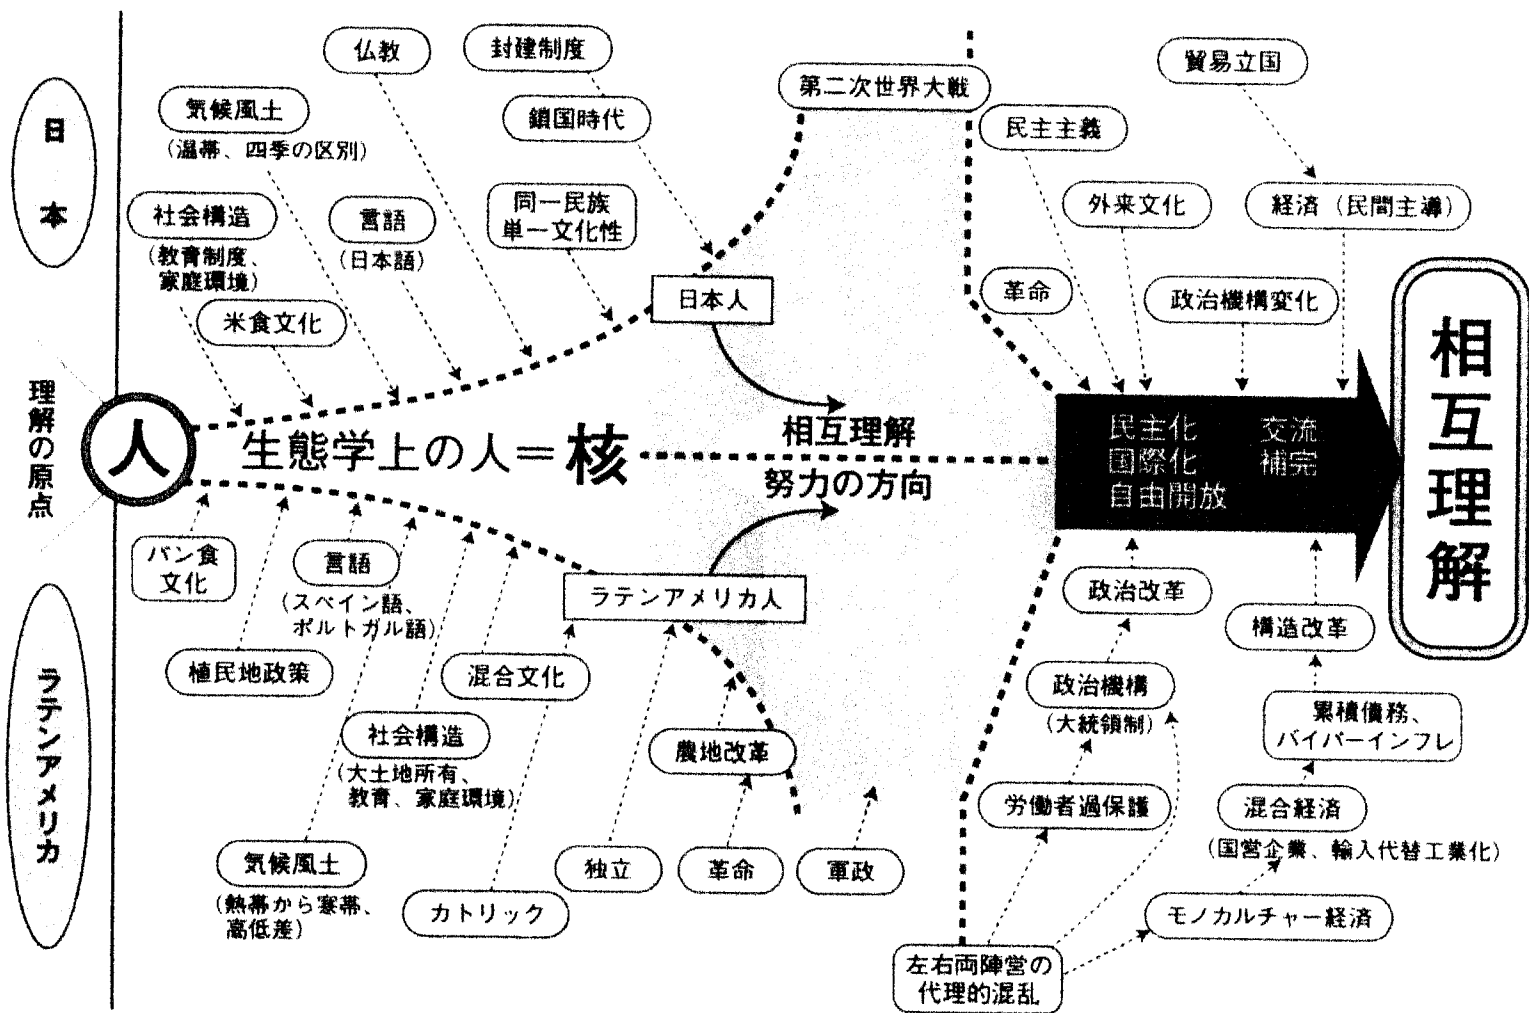 日本
仏教
封建制度
第二次世界大戦
貿易立国
気候風土
(温帯、四季の区別)
鎖国時代
民主主義
社会構造
(教育制度、
家庭環境)
言語
(日本語)
同一民族
単一文化性
外来文化
経済(民間主導)
米食文化
日本人
革命
政治機構変化
理解の原点
人
生態学上の人=核
相互理解
努力の方向
民主化 交流
国際化 補完
自由開放
相互理解
ラテンアメリカ
パン食
文化
言語
(スペイン語、
ポルトガル語)
ラテンアメリカ人
政治改革
構造改革
植民地政策
混合文化
政治機構
(大統領制)
累積債務、
バイパーインフレ
社会構造
(大土地所有、
教育、家庭環境)
農地改革
労働者過保護
混合経済
(国営企業、輸入代替工業化)
気候風土
(熱帯から寒帯、
高低差)
カトリック
独立
革命
軍政
モノカルチャー経済
左右両陣営の
代理的混乱